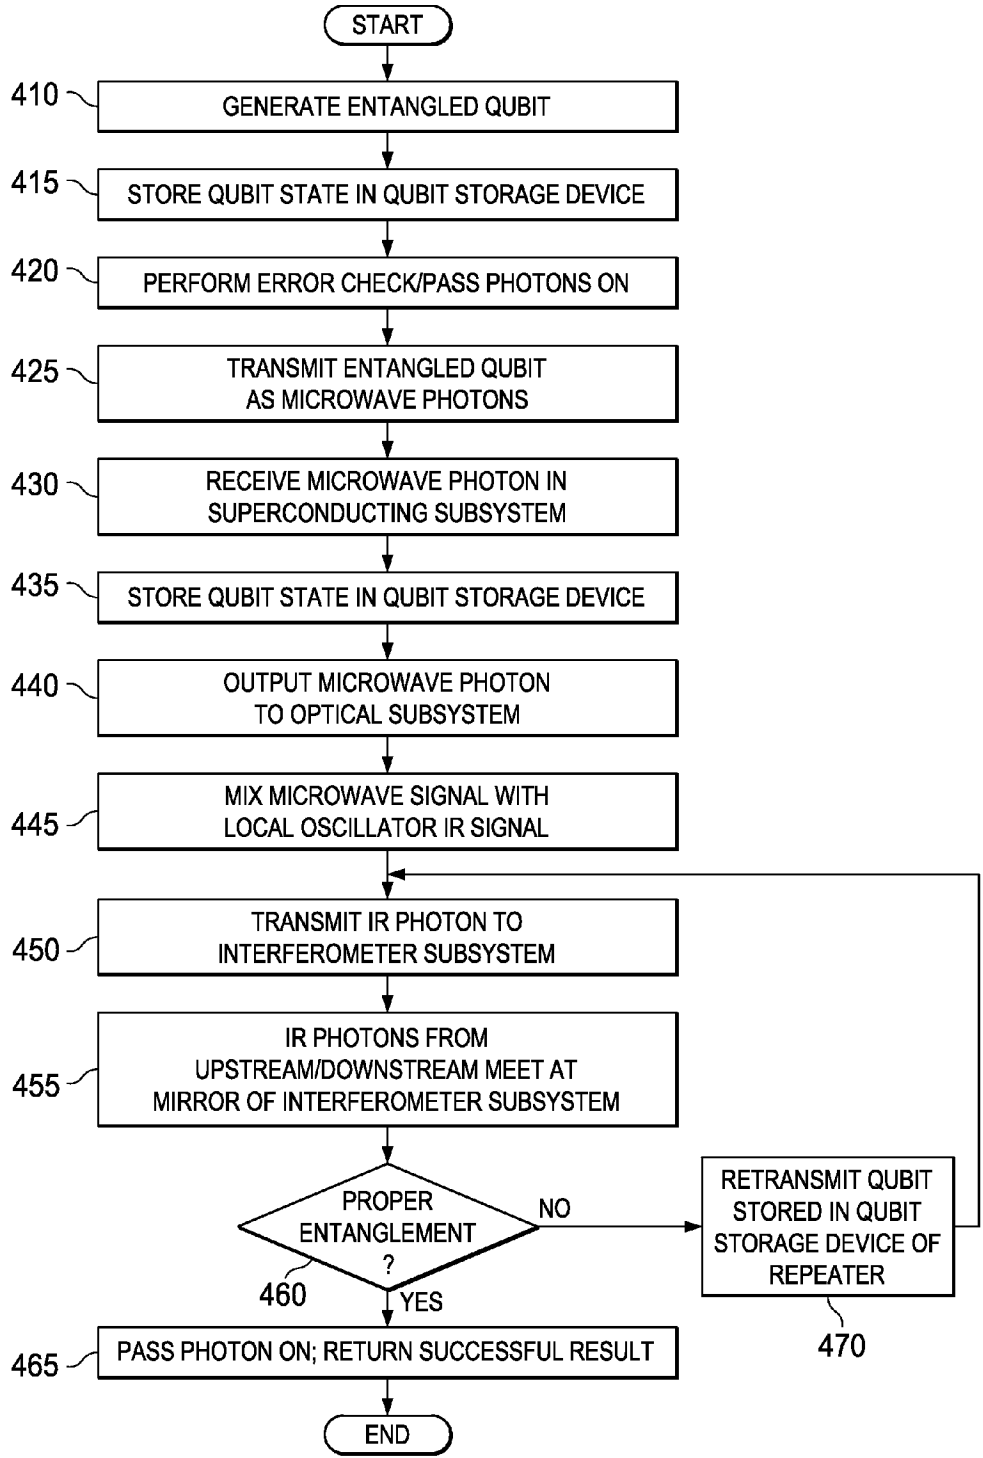 START
410
GENERATE ENTANGLED QUBIT
415
STORE QUBIT STATE IN QUBIT STORAGE DEVICE
420
PERFORM ERROR CHECK/PASS PHOTONS ON
425
TRANSMIT ENTANGLED QUBIT
AS MICROWAVE PHOTONS
430
RECEIVE MICROWAVE PHOTON IN
SUPERCONDUCTING SUBSYSTEM
435
STORE QUBIT STATE IN QUBIT STORAGE DEVICE
440
OUTPUT MICROWAVE PHOTON
TO OPTICAL SUBSYSTEM
445
MIX MICROWAVE SIGNAL WITH
LOCAL OSCILLATOR IR SIGNAL
450
TRANSMIT IR PHOTON TO
INTERFEROMETER SUBSYSTEM
455
IR PHOTONS FROM
UPSTREAM/DOWNSTREAM MEET AT
MIRROR OF INTERFEROMETER SUBSYSTEM
PROPER
ENTANGLEMENT
?
460
NO
RETRANSMIT QUBIT
STORED IN QUBIT
STORAGE DEVICE OF
REPEATER
470
YES
465
PASS PHOTON ON; RETURN SUCCESSFUL RESULT
END